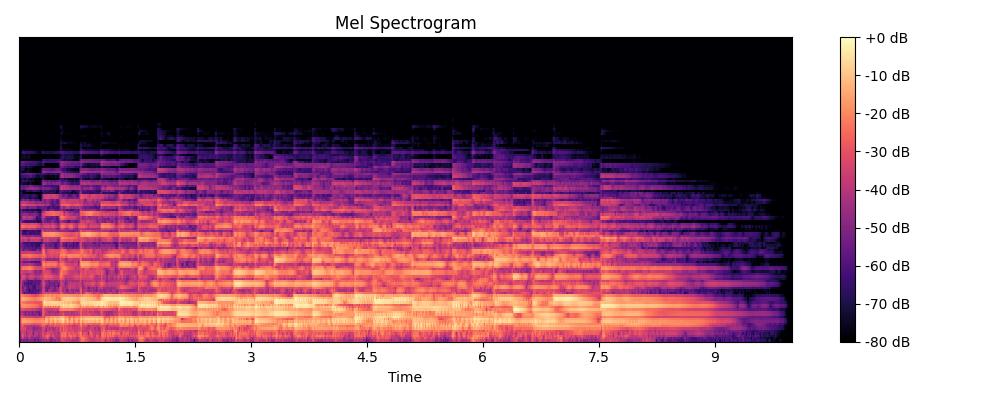 Mel Spectrogram
+0 dB
-10 dB
-20 dB
-30 dB
-40 dB
-50 dB
-60 dB
-70 dB
-80 dB
0 1.5 3 4.5 6 7.5 9
Time